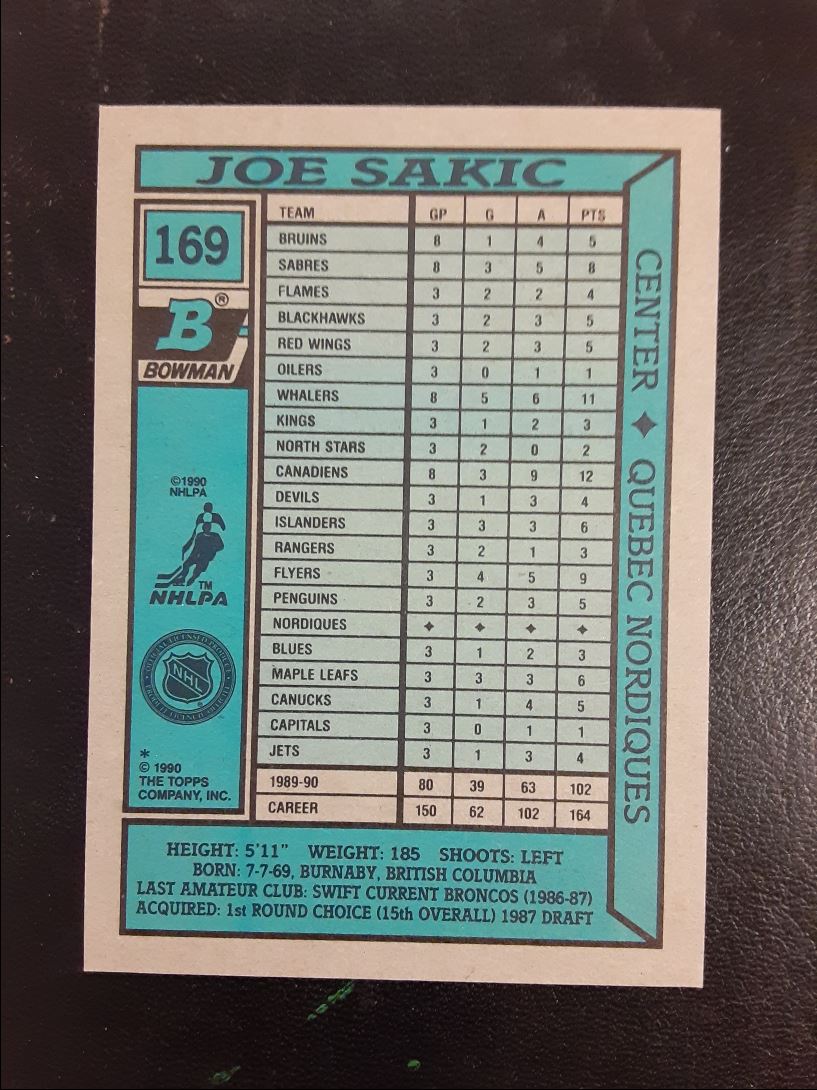 JOE SAKIC
169
B®
BOWMAN
©1990
NHLPA
TM
NHLPA
NHL
®
*
© 1990
THE TOPPS
COMPANY, INC.
TEAM GP G A PTS
BRUINS 8 1 4 5
SABRES 8 3 5 8
FLAMES 3 2 2 4
BLACKHAWKS 3 2 3 5
RED WINGS 3 2 3 5
OILERS 3 0 1 1
WHALERS 8 5 6 11
KINGS 3 1 2 3
NORTH STARS 3 2 0 2
CANADIENS 8 3 9 12
DEVILS 3 1 3 4
ISLANDERS 3 3 3 6
RANGERS 3 2 1 3
FLYERS 3 4 5 9
PENGUINS 3 2 3 5
NORDIQUES ✦ ✦ ✦ ✦
BLUES 3 1 2 3
MAPLE LEAFS 3 3 3 6
CANUCKS 3 1 4 5
CAPITALS 3 0 1 1
JETS 3 1 3 4
1989-90 80 39 63 102
CAREER 150 62 102 164
CENTER ✦ QUEBEC NORDIQUES
HEIGHT: 5'11" WEIGHT: 185 SHOOTS: LEFT
BORN: 7-7-69, BURNABY, BRITISH COLUMBIA
LAST AMATEUR CLUB: SWIFT CURRENT BRONCOS (1986-87)
ACQUIRED: 1st ROUND CHOICE (15th OVERALL) 1987 DRAFT